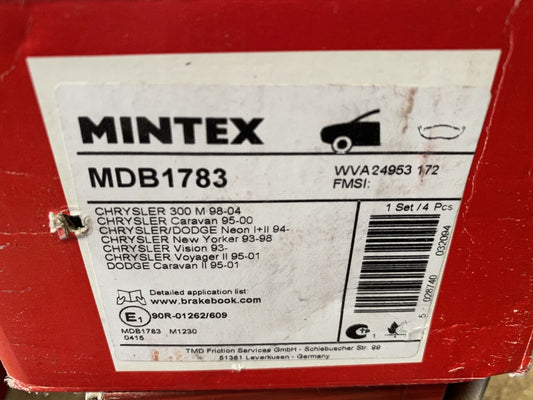 MINTEX
MDB1783
WVA 24953 172
FMSI:
CHRYSLER 300 M 98-04
CHRYSLER Caravan 95-00
CHRYSLER/DODGE Neon I+II 94-
CHRYSLER New Yorker 93-98
CHRYSLER Vision 93-
CHRYSLER Voyager II 95-01
DODGE Caravan II 95-01
1 Set / 4 Pcs
5 028740 032094
Detailed application list:
www.brakebook.com
E1 90R-01262/609
MDB1783 M1230
0415
TMD Friction Services GmbH - Schlebuscher Str. 99
51381 Leverkusen - Germany